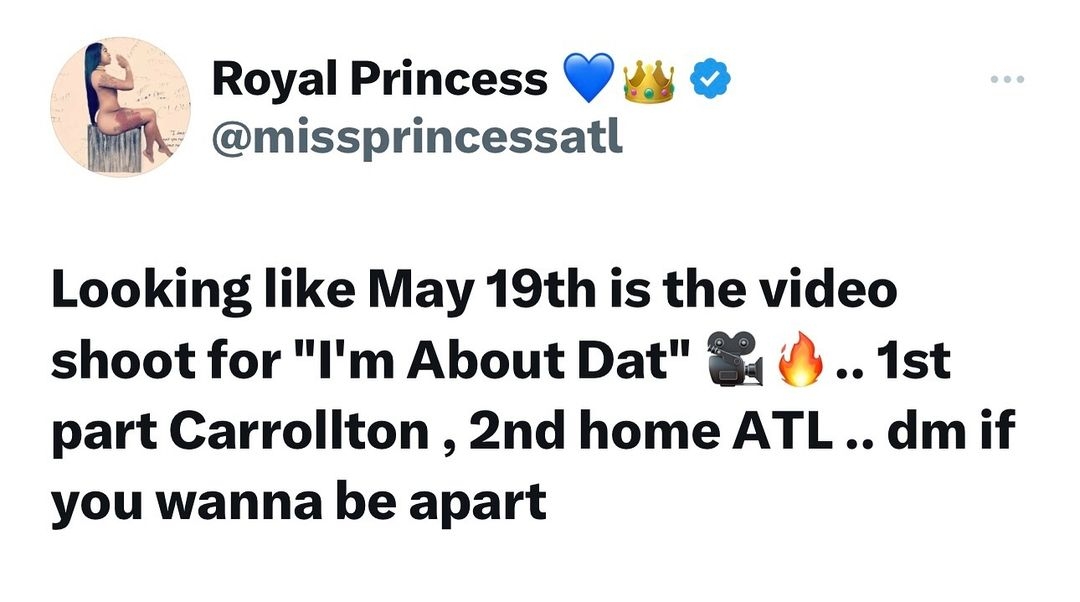 Royal Princess 💙👑
@missprincessatl
Looking like May 19th is the video
shoot for "I'm About Dat" 🎥🔥.. 1st
part Carrollton , 2nd home ATL .. dm if
you wanna be apart